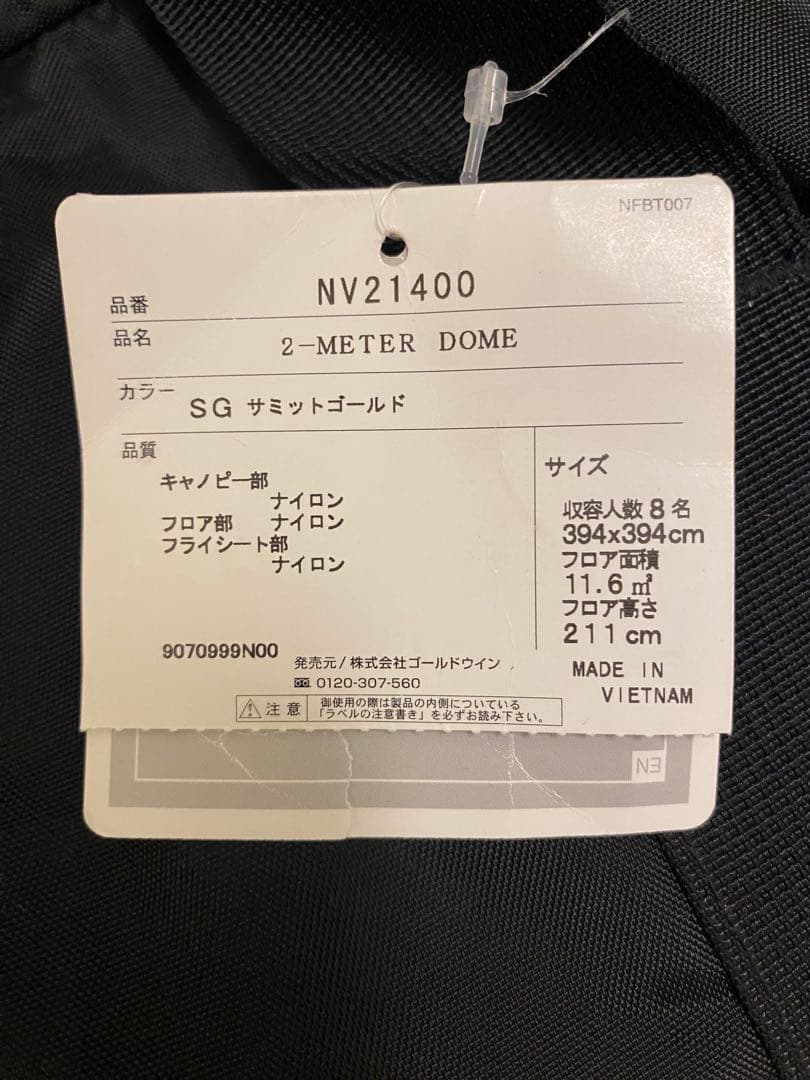 NFBT007
品番 NV21400
品名 2-METER DOME
カラー SG サミットゴールド
品質
キャノピー部
ナイロン
フロア部 ナイロン
フライシート部
ナイロン
サイズ
収容人数8名
394x394cm
フロア面積
11.6㎡
フロア高さ
211cm
9070999N00
発売元/株式会社ゴールドウイン
0120-307-560
MADE IN
VIETNAM
注意
御使用の際は製品の内側についている
「ラベルの注意書き」を必ずお読み下さい。
EN